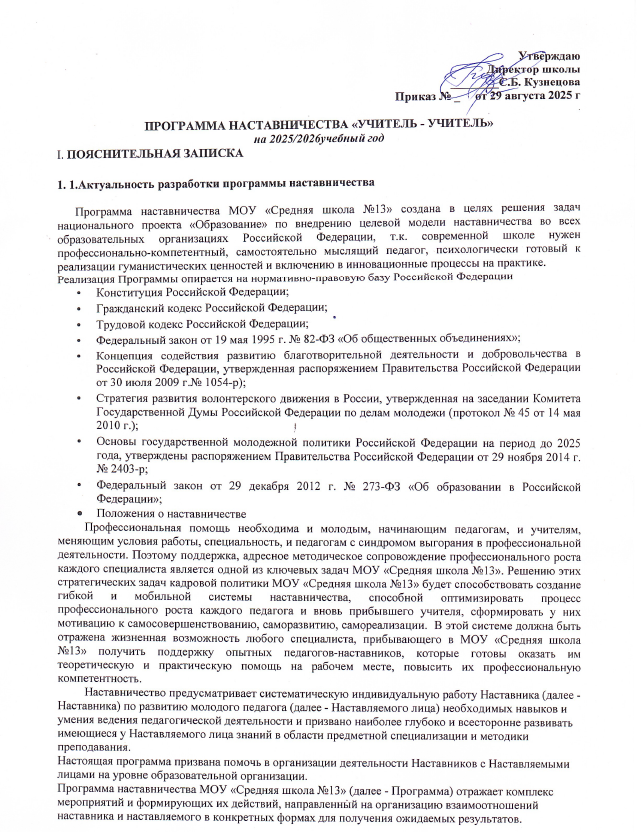 Утверждаю
Директор школы
С.Б. Кузнецова
Приказ № _ от 29 августа 2025 г
ПРОГРАММА НАСТАВНИЧЕСТВА «УЧИТЕЛЬ - УЧИТЕЛЬ»
на 2025/2026учебный год
I. ПОЯСНИТЕЛЬНАЯ ЗАПИСКА
1. 1.Актуальность разработки программы наставничества
Программа наставничества МОУ «Средняя школа №13» создана в целях решения задач
национального проекта «Образование» по внедрению целевой модели наставничества во всех
образовательных организациях Российской Федерации, т.к. современной школе нужен
профессионально-компетентный, самостоятельно мыслящий педагог, психологически готовый к
реализации гуманистических ценностей и включению в инновационные процессы на практике.
Реализация Программы опирается на нормативно-правовую базу Российской Федерации
• Конституция Российской Федерации;
• Гражданский кодекс Российской Федерации;
• Трудовой кодекс Российской Федерации;
• Федеральный закон от 19 мая 1995 г. № 82-ФЗ «Об общественных объединениях»;
• Концепция содействия развитию благотворительной деятельности и добровольчества в
Российской Федерации, утвержденная распоряжением Правительства Российской Федерации
от 30 июля 2009 г.№ 1054-р);
• Стратегия развития волонтерского движения в России, утвержденная на заседании Комитета
Государственной Думы Российской Федерации по делам молодежи (протокол № 45 от 14 мая
2010 г.);
• Основы государственной молодежной политики Российской Федерации на период до 2025
года, утверждены распоряжением Правительства Российской Федерации от 29 ноября 2014 г.
№ 2403-р;
• Федеральный закон от 29 декабря 2012 г. № 273-ФЗ «Об образовании в Российской
Федерации»;
• Положения о наставничестве
Профессиональная помощь необходима и молодым, начинающим педагогам, и учителям,
меняющим условия работы, специальность, и педагогам с синдромом выгорания в профессиональной
деятельности. Поэтому поддержка, адресное методическое сопровождение профессионального роста
каждого специалиста является одной из ключевых задач МОУ «Средняя школа №13». Решению этих
стратегических задач кадровой политики МОУ «Средняя школа №13» будет способствовать создание
гибкой и мобильной системы наставничества, способной оптимизировать процесс
профессионального роста каждого педагога и вновь прибывшего учителя, сформировать у них
мотивацию к самосовершенствованию, саморазвитию, самореализации. В этой системе должна быть
отражена жизненная возможность любого специалиста, прибывающего в МОУ «Средняя школа
№13» получить поддержку опытных педагогов-наставников, которые готовы оказать им
теоретическую и практическую помощь на рабочем месте, повысить их профессиональную
компетентность.
Наставничество предусматривает систематическую индивидуальную работу Наставника (далее -
Наставника) по развитию молодого педагога (далее - Наставляемого лица) необходимых навыков и
умения ведения педагогической деятельности и призвано наиболее глубоко и всесторонне развивать
имеющиеся у Наставляемого лица знаний в области предметной специализации и методики
преподавания.
Настоящая программа призвана помочь в организации деятельности Наставников с Наставляемыми
лицами на уровне образовательной организации.
Программа наставничества МОУ «Средняя школа №13» (далее - Программа) отражает комплекс
мероприятий и формирующих их действий, направленный на организацию взаимоотношений
наставника и наставляемого в конкретных формах для получения ожидаемых результатов.